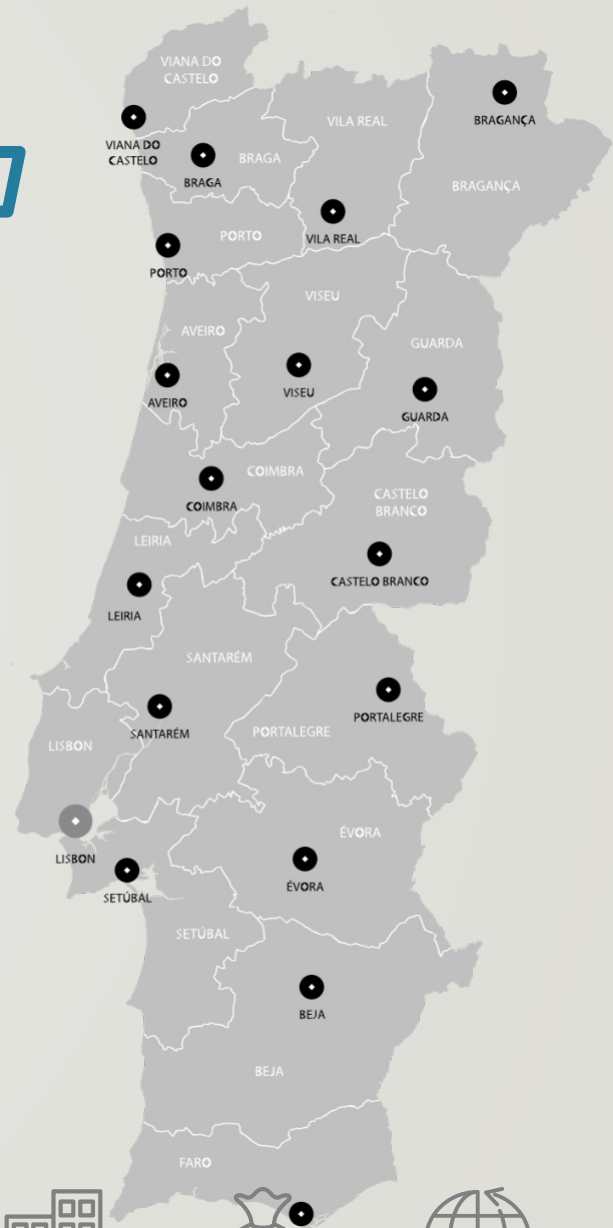 VIANA DO
CASTELO
BRAGANÇA
VIANA DO
CASTELO
VILA REAL
BRAGA
BRAGA
BRAGANÇA
PORTO
VILA REAL
PORTO
VISEU
AVEIRO
GUARDA
VISEU
AVEIRO
GUARDA
COIMBRA
CASTELO
BRANCO
COIMBRA
LEIRIA
CASTELO BRANCO
LEIRIA
SANTARÉM
PORTALEGRE
SANTARÉM
PORTALEGRE
LISBON
ÉVORA
LISBON
ÉVORA
SETÚBAL
SETÚBAL
BEJA
BEJA
FARO